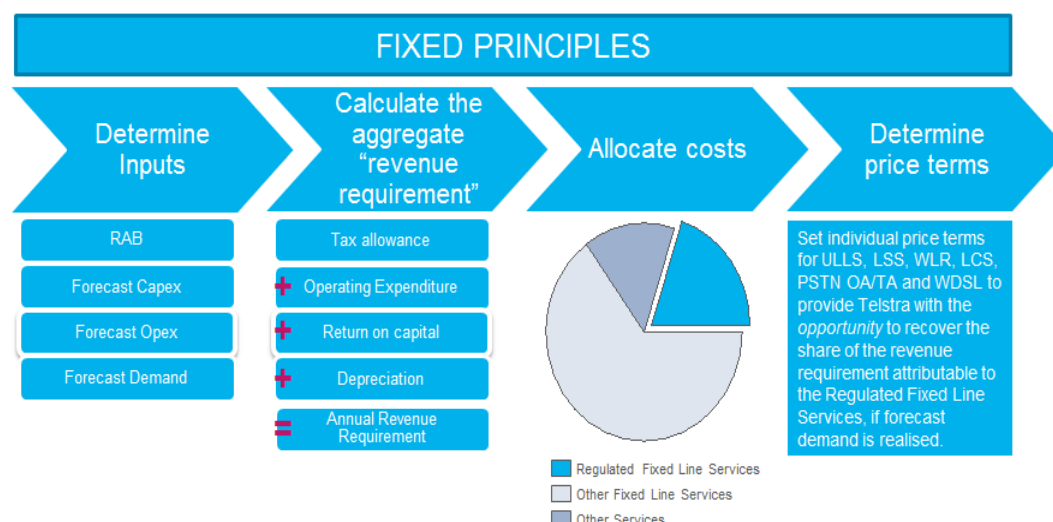 FIXED PRINCIPLES
Determine
Inputs
Calculate the
aggregate
“revenue
requirement”
Allocate costs
Determine
price terms
RAB
Forecast Capex
Forecast Opex
Forecast Demand
Tax allowance
+ Operating Expenditure
+ Return on capital
+ Depreciation
= Annual Revenue
Requirement
Set individual price terms
for ULLS, LSS, WLR, LCS,
PSTN OA/TA and WDSL to
provide Telstra with the
opportunity to recover the
share of the revenue
requirement attributable to
the Regulated Fixed Line
Services, if forecast
demand is realised.
Regulated Fixed Line Services
Other Fixed Line Services
Other Services